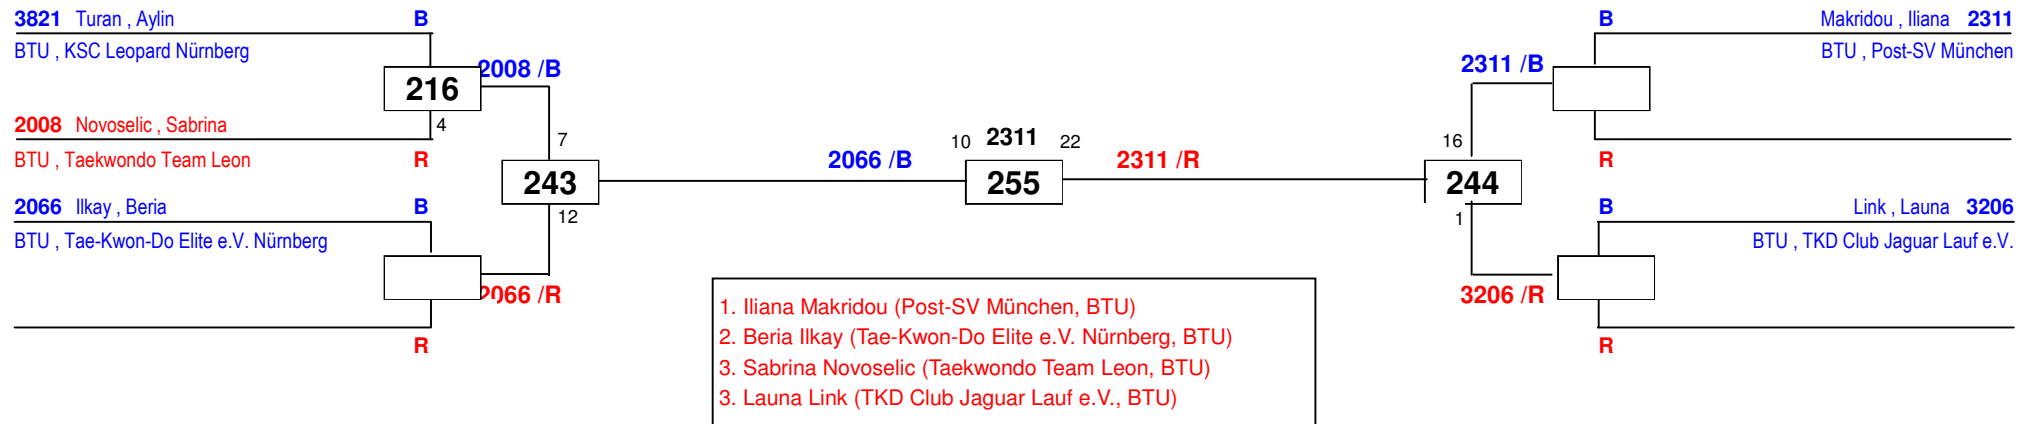 3821 Turan , Aylin B
BTU , KSC Leopard Nürnberg
2008 /B
216
4
2008 Novoselic , Sabrina
BTU , Taekwondo Team Leon R
7
243
12
2066 Ilkay , Beria B
BTU , Tae-Kwon-Do Elite e.V. Nürnberg
2066 /R
R
2066 /B
10 2311 22
255
2311 /R
1. Iliana Makridou (Post-SV München, BTU)
2. Beria Ilkay (Tae-Kwon-Do Elite e.V. Nürnberg, BTU)
3. Sabrina Novoselic (Taekwondo Team Leon, BTU)
3. Launa Link (TKD Club Jaguar Lauf e.V., BTU)
B Makridou , Iliana 2311
BTU , Post-SV München
2311 /B
16
R
244
1
B Link , Launa 3206
BTU , TKD Club Jaguar Lauf e.V.
3206 /R
R